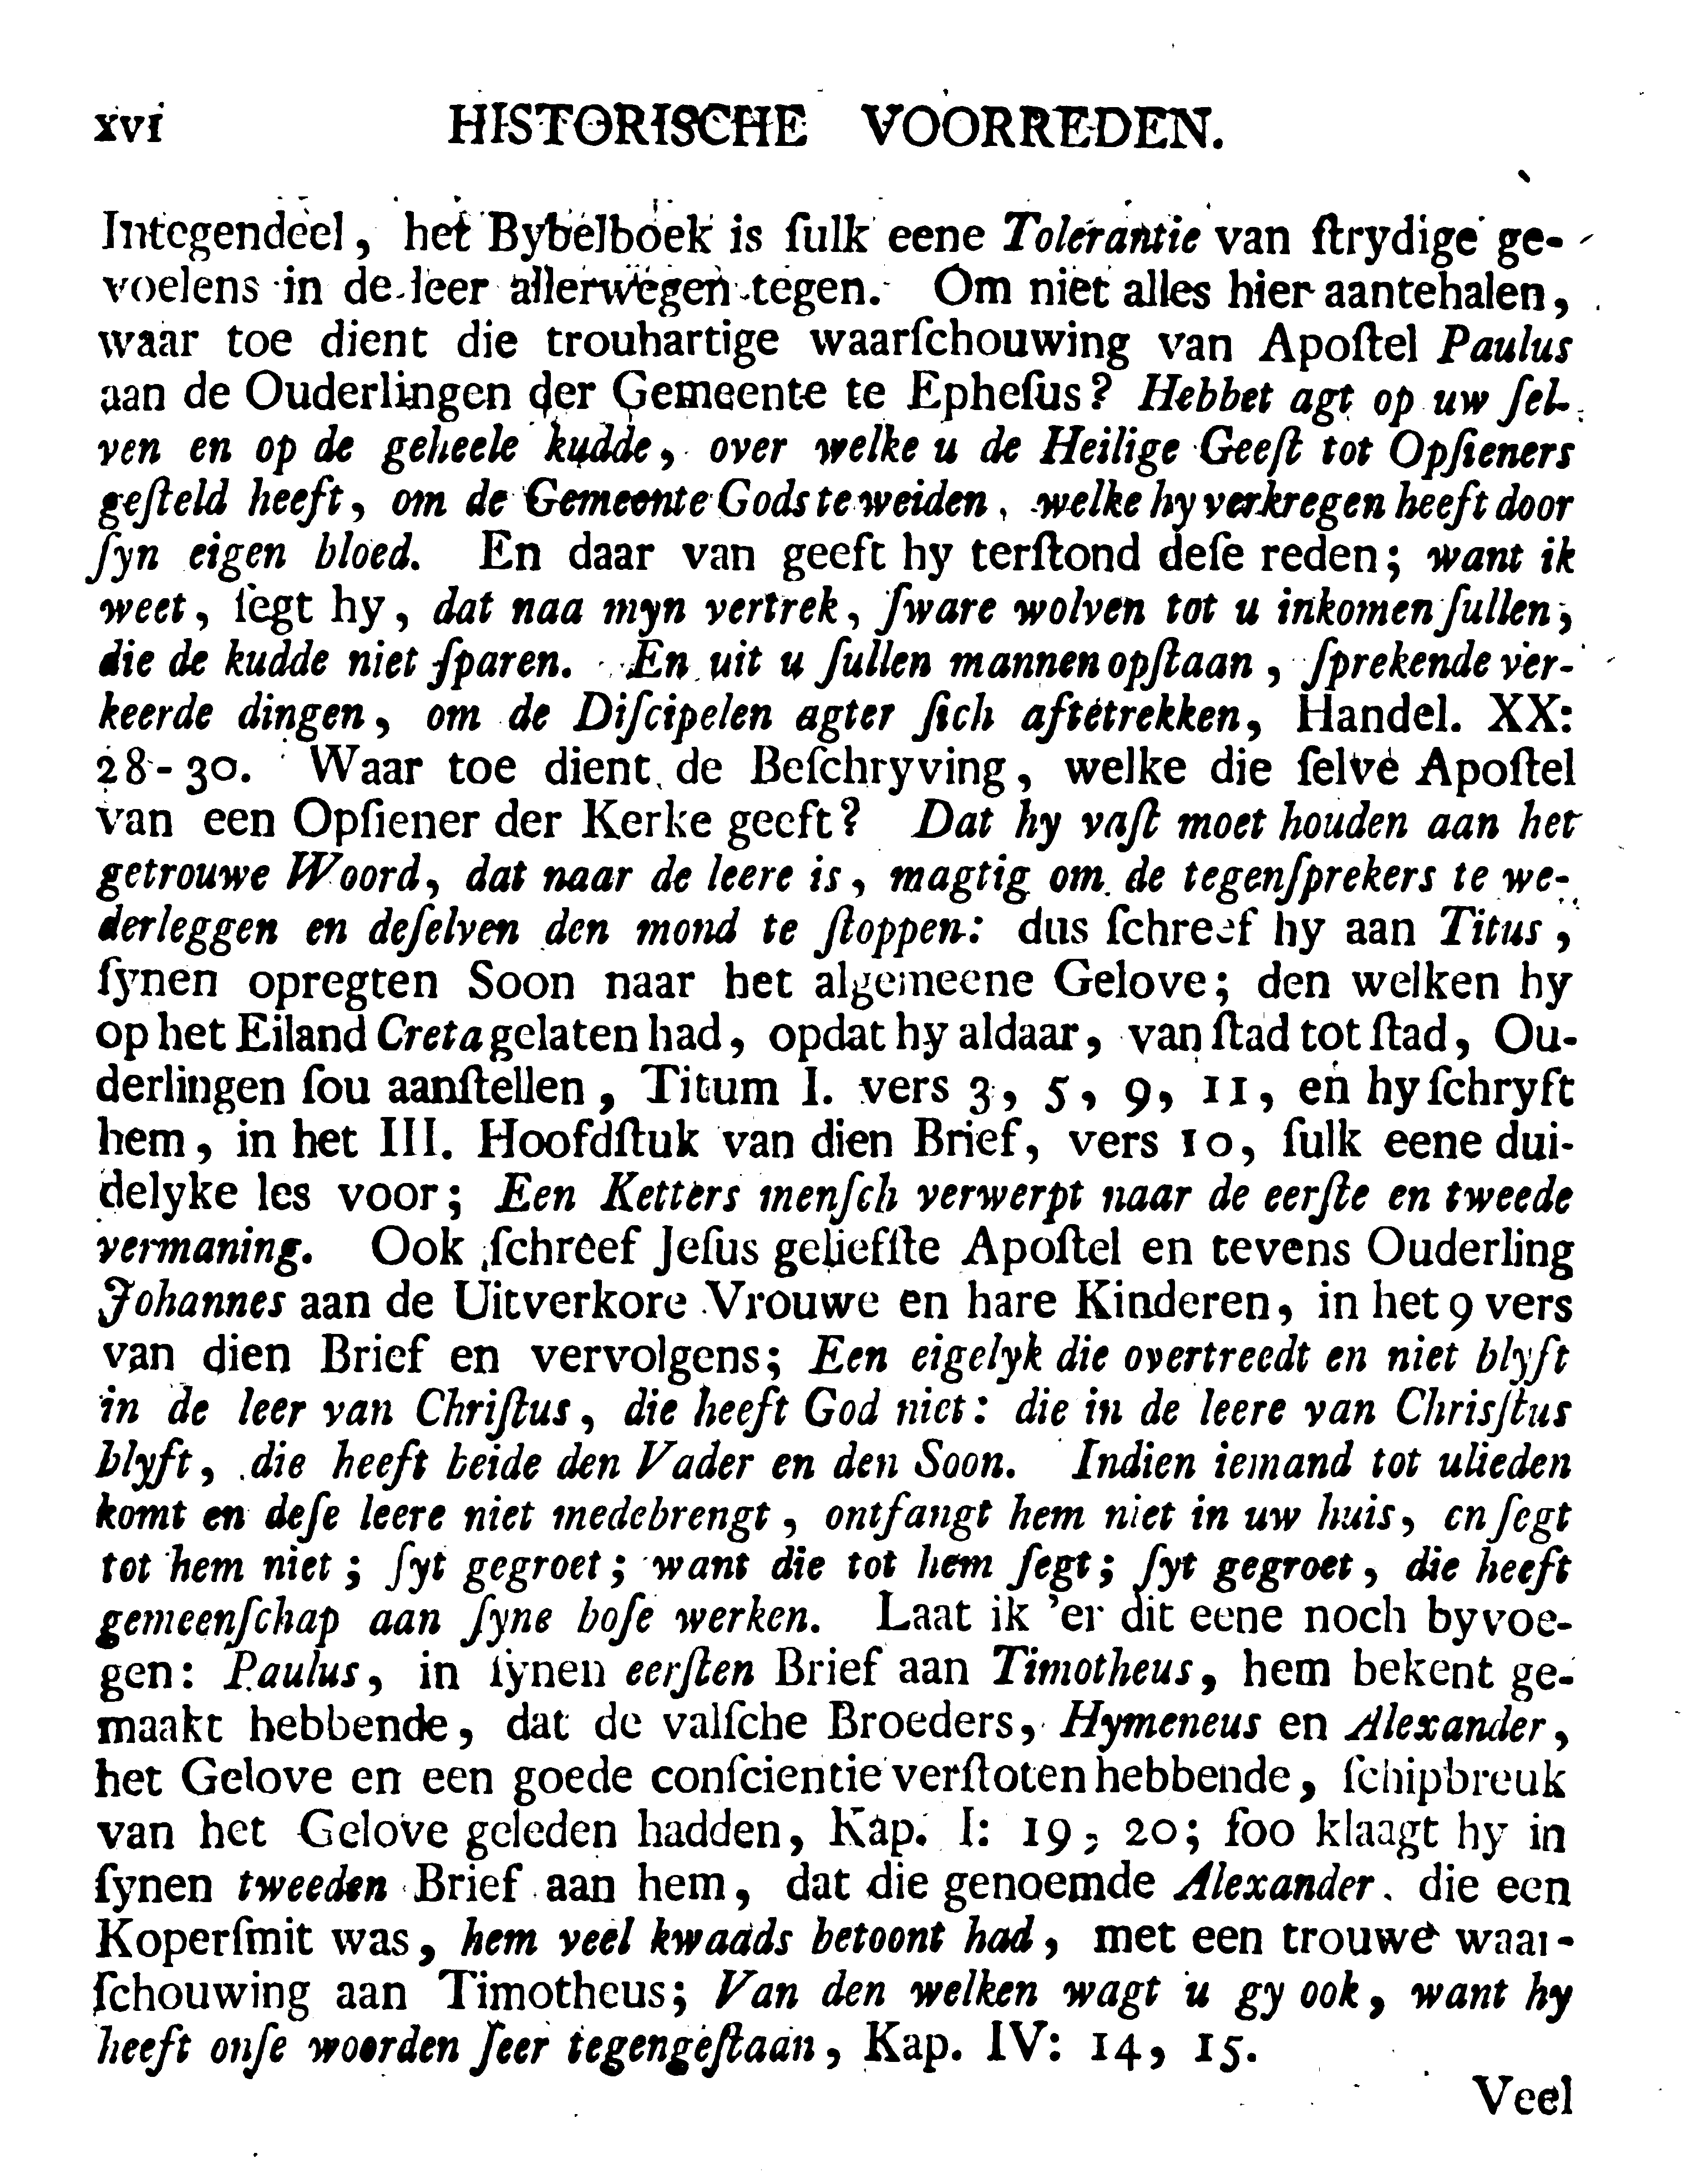 xvi HISTORISCHE VOORREDEN.
Integendeel, het Bybelboek is ſulk eene Tolerantie van ſtrydige ge-
voelens in de leer allerwegen tegen. Om niet alles hier aantehalen,
waar toe dient die trouhartige waarſchouwing van Apoſtel Paulus
aan de Ouderlingen der Gemeente te Epheſus? Hebbet agt op uw ſel-
ven en op de geheele kudde, over welke u de Heilige Geeſt tot Opſieners
geſteld heeft, om de Gemeente Gods te weiden, welke hy verkregen heeft door
ſyn eigen bloed. En daar van geeft hy terſtond deſe reden; want ik
weet, ſegt hy, dat naa myn vertrek, ſware wolven tot u inkomen ſullen,
die de kudde niet ſparen. En uit u ſullen mannen opſtaan, ſprekende ver-
keerde dingen, om de Diſcipelen agter ſich aftetrekken, Handel. XX:
28-30. Waar toe dient de Beſchryving, welke die ſelve Apoſtel
van een Opſiener der Kerke geeft? Dat hy vaſt moet houden aan het
getrouwe Woord, dat naar de leere is, magtig om de tegenſprekers te we-
derleggen en deſelven den mond te ſtoppen: dus ſchreef hy aan Titus,
ſynen opregten Soon naar het algemeene Gelove; den welken hy
op het Eiland Creta gelaten had, opdat hy aldaar, van ſtad tot ſtad, Ou-
derlingen ſou aanſtellen, Titum I. vers 3, 5, 9, 11, en hy ſchryft
hem, in het III. Hoofdſtuk van dien Brief, vers 10, ſulk eene dui-
delyke les voor; Een Ketters menſch verwerpt naar de eerſte en tweede
vermaning. Ook ſchreef Jeſus geliefſte Apoſtel en tevens Ouderling
Johannes aan de Uitverkore Vrouwe en hare Kinderen, in het 9 vers
van dien Brief en vervolgens; Een eigelyk die overtreedt en niet blyft
in de leer van Chriſtus, die heeft God niet: die in de leere van Chrisſtus
blyft, die heeft beide den Vader en den Soon. Indien iemand tot ulieden
komt en deſe leere niet medebrengt, ontfangt hem niet in uw huis, en ſegt
tot hem niet; ſyt gegroet; want die tot hem ſegt; ſyt gegroet, die heeft
gemeenſchap aan ſyne boſe werken. Laat ik 'er dit eene noch byvoe-
gen: Paulus, in ſynen eerſten Brief aan Timotheus, hem bekent ge-
maakt hebbende, dat de valſche Broeders, Hymeneus en Alexander,
het Gelove en een goede conſcientie verſtoten hebbende, ſchipbreuk
van het Gelove geleden hadden, Kap. I: 19, 20; ſoo klaagt hy in
ſynen tweeden Brief aan hem, dat die genoemde Alexander, die een
Koperſmit was, hem veel kwaads betoont had, met een trouwe waar-
ſchouwing aan Timotheus; Van den welken wagt u gy ook, want hy
heeft onſe woorden ſeer tegengeſtaan, Kap. IV: 14, 15.
Veel